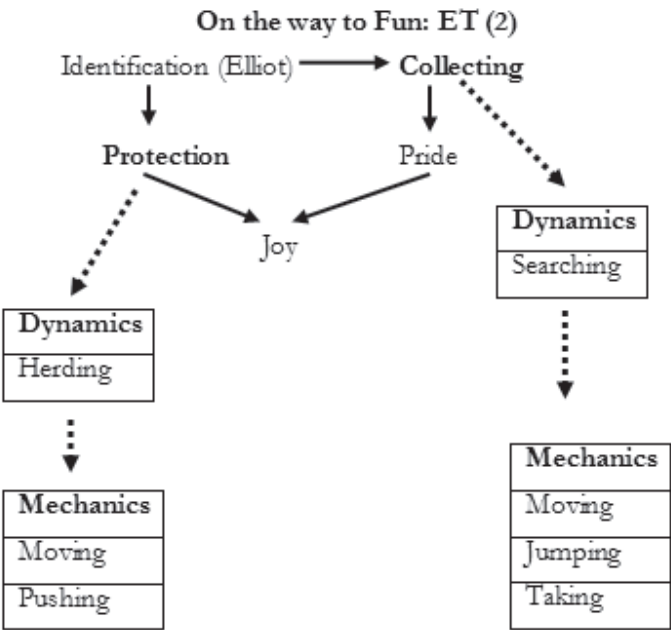 On the way to Fun: ET (2)
Identification (Elliot) Collecting
Protection Pride
Joy
Dynamics
Searching
Dynamics
Herding
Mechanics
Moving
Jumping
Taking
Mechanics
Moving
Pushing